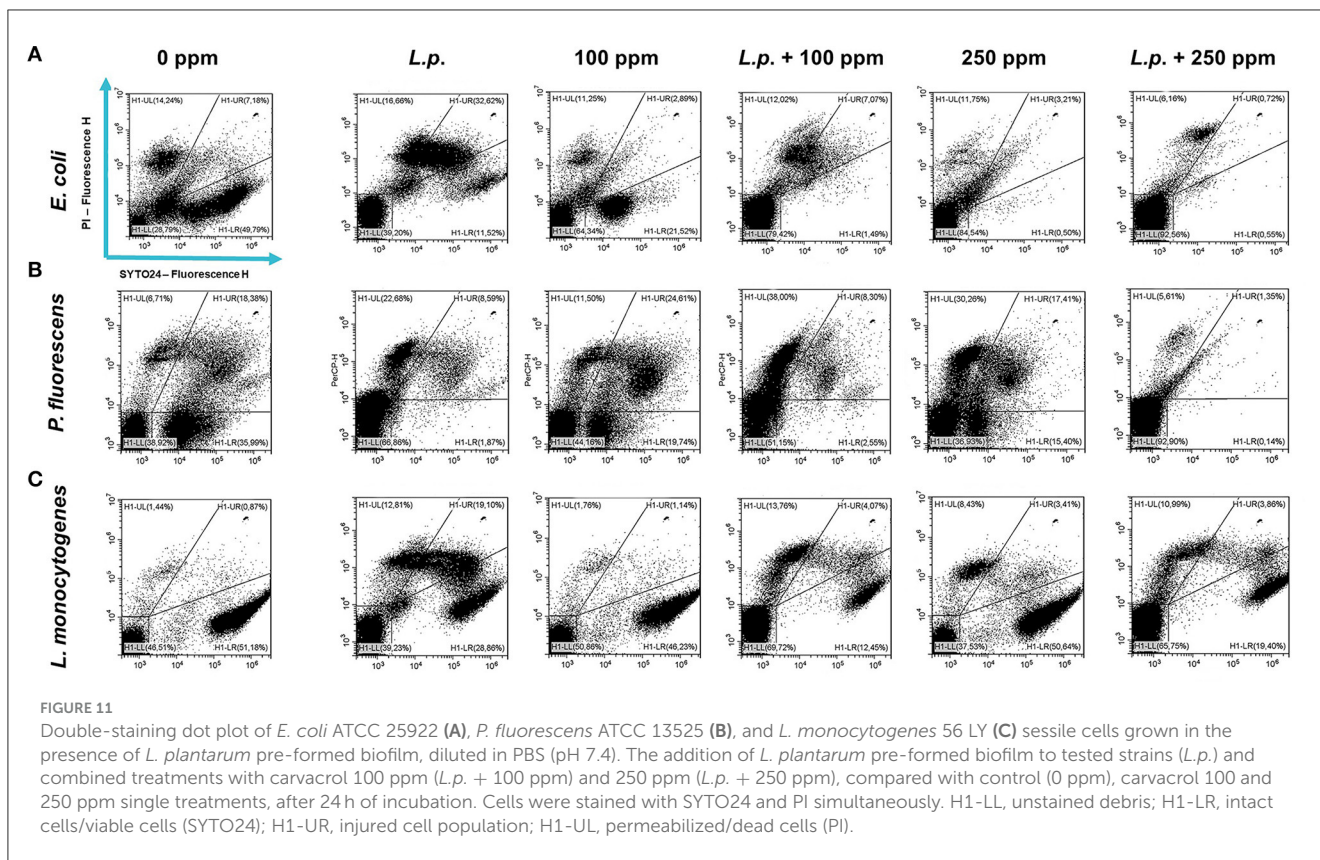 A
0 ppm
L.p.
100 ppm
L.p. + 100 ppm
250 ppm
L.p. + 250 ppm
E. coli
PI – Fluorescence H
SYTO24 – Fluorescence H
H1-UL(14,24%) H1-UR(7,18%)
H1-LL(28,79%) H1-LR(49,79%)
H1-UL(16,66%) H1-UR(32,62%)
H1-LL(39,20%) H1-LR(11,52%)
H1-UL(11,25%) H1-UR(2,89%)
H1-LL(64,34%) H1-LR(21,52%)
H1-UL(12,02%) H1-UR(7,07%)
H1-LL(79,42%) H1-LR(1,49%)
H1-UL(11,75%) H1-UR(3,21%)
H1-LL(84,54%) H1-LR(0,50%)
H1-UL(6,16%) H1-UR(0,72%)
H1-LL(92,56%) H1-LR(0,55%)
B
P. fluorescens
H1-UL(6,71%) H1-UR(18,38%)
H1-LL(38,92%) H1-LR(35,99%)
PerCP-H
H1-UL(22,68%) H1-UR(8,59%)
H1-LL(66,86%) H1-LR(1,87%)
PerCP-H
H1-UL(11,50%) H1-UR(24,61%)
H1-LL(44,16%) H1-LR(19,74%)
PerCP-H
H1-UL(38,00%) H1-UR(8,30%)
H1-LL(51,15%) H1-LR(2,55%)
H1-UL(30,26%) H1-UR(17,41%)
H1-LL(36,93%) H1-LR(15,40%)
H1-UL(5,61%) H1-UR(1,35%)
H1-LL(92,90%) H1-LR(0,14%)
C
L. monocytogenes
H1-UL(1,44%) H1-UR(0,87%)
H1-LL(46,51%) H1-LR(51,18%)
H1-UL(12,81%) H1-UR(19,10%)
H1-LL(39,23%) H1-LR(28,86%)
H1-UL(1,76%) H1-UR(1,14%)
H1-LL(50,86%) H1-LR(46,23%)
H1-UL(13,76%) H1-UR(4,07%)
H1-LL(69,72%) H1-LR(12,45%)
H1-UL(8,43%) H1-UR(3,41%)
H1-LL(37,53%) H1-LR(50,64%)
H1-UL(10,99%) H1-UR(3,86%)
H1-LL(65,75%) H1-LR(19,40%)
FIGURE 11
Double-staining dot plot of E. coli ATCC 25922 (A), P. fluorescens ATCC 13525 (B), and L. monocytogenes 56 LY (C) sessile cells grown in the
presence of L. plantarum pre-formed biofilm, diluted in PBS (pH 7.4). The addition of L. plantarum pre-formed biofilm to tested strains (L.p.) and
combined treatments with carvacrol 100 ppm (L.p. + 100 ppm) and 250 ppm (L.p. + 250 ppm), compared with control (0 ppm), carvacrol 100 and
250 ppm single treatments, after 24 h of incubation. Cells were stained with SYTO24 and PI simultaneously. H1-LL, unstained debris; H1-LR, intact
cells/viable cells (SYTO24); H1-UR, injured cell population; H1-UL, permeabilized/dead cells (PI).